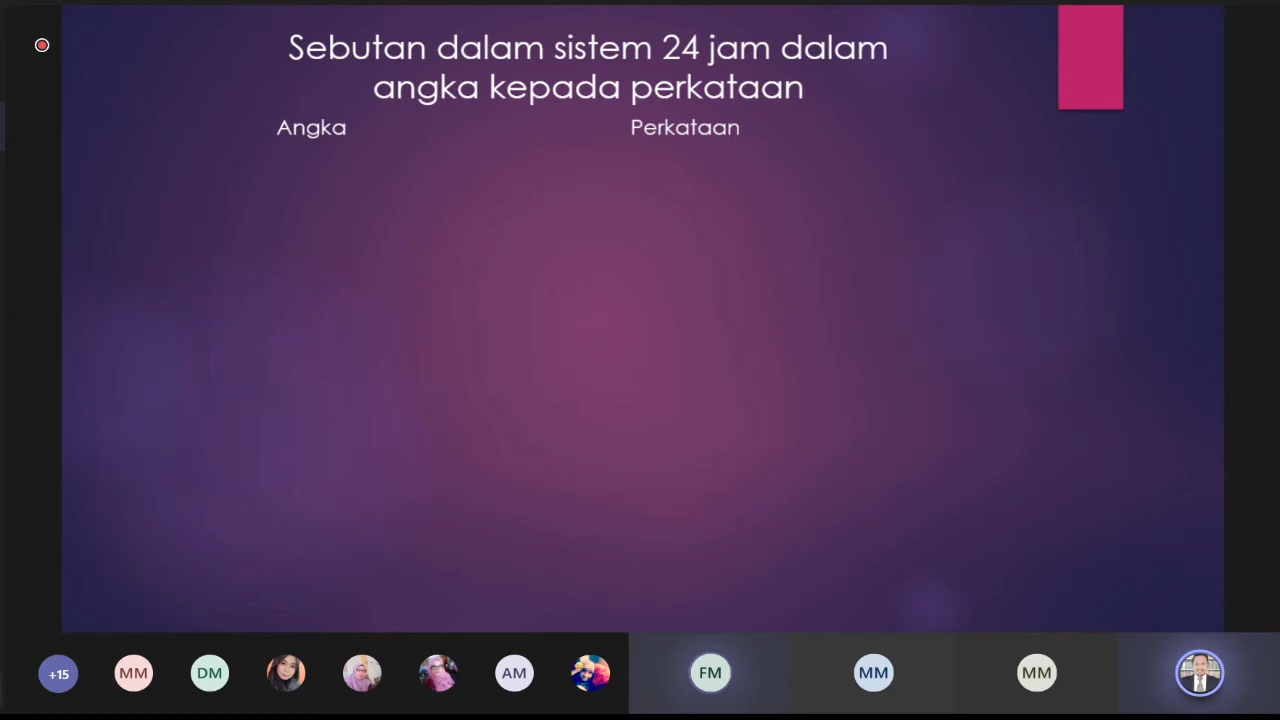 Sebutan dalam sistem 24 jam dalam
angka kepada perkataan
Angka
Perkataan
+15
MM
DM
AM
FM
MM
MM